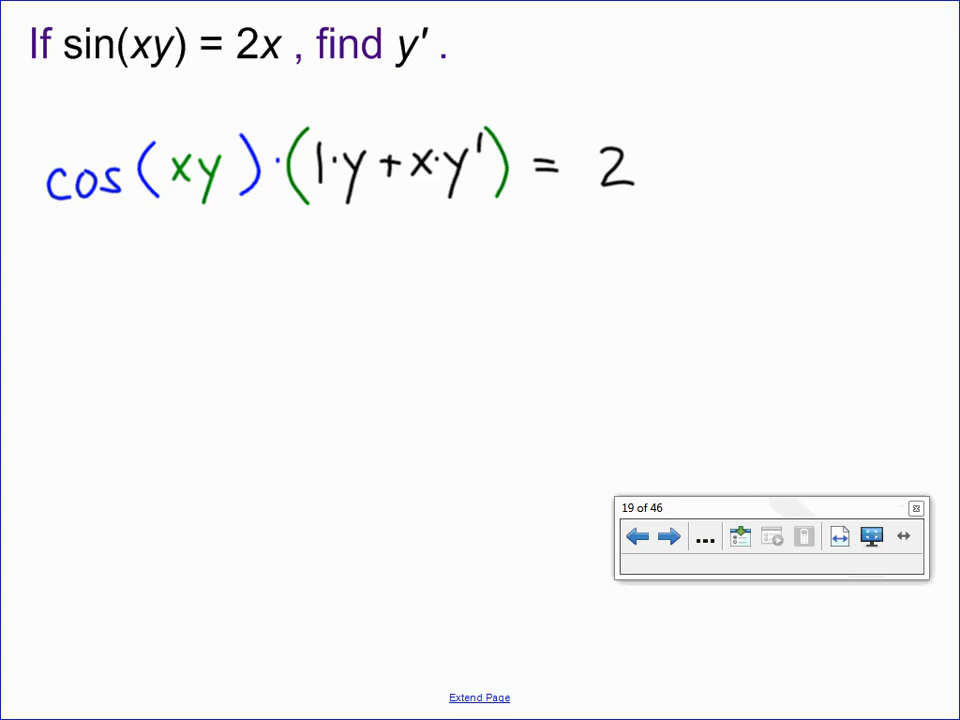 If sin(xy) = 2x , find y′ .
cos(xy)·(1·y+x·y') = 2
19 of 46
...
Extend Page